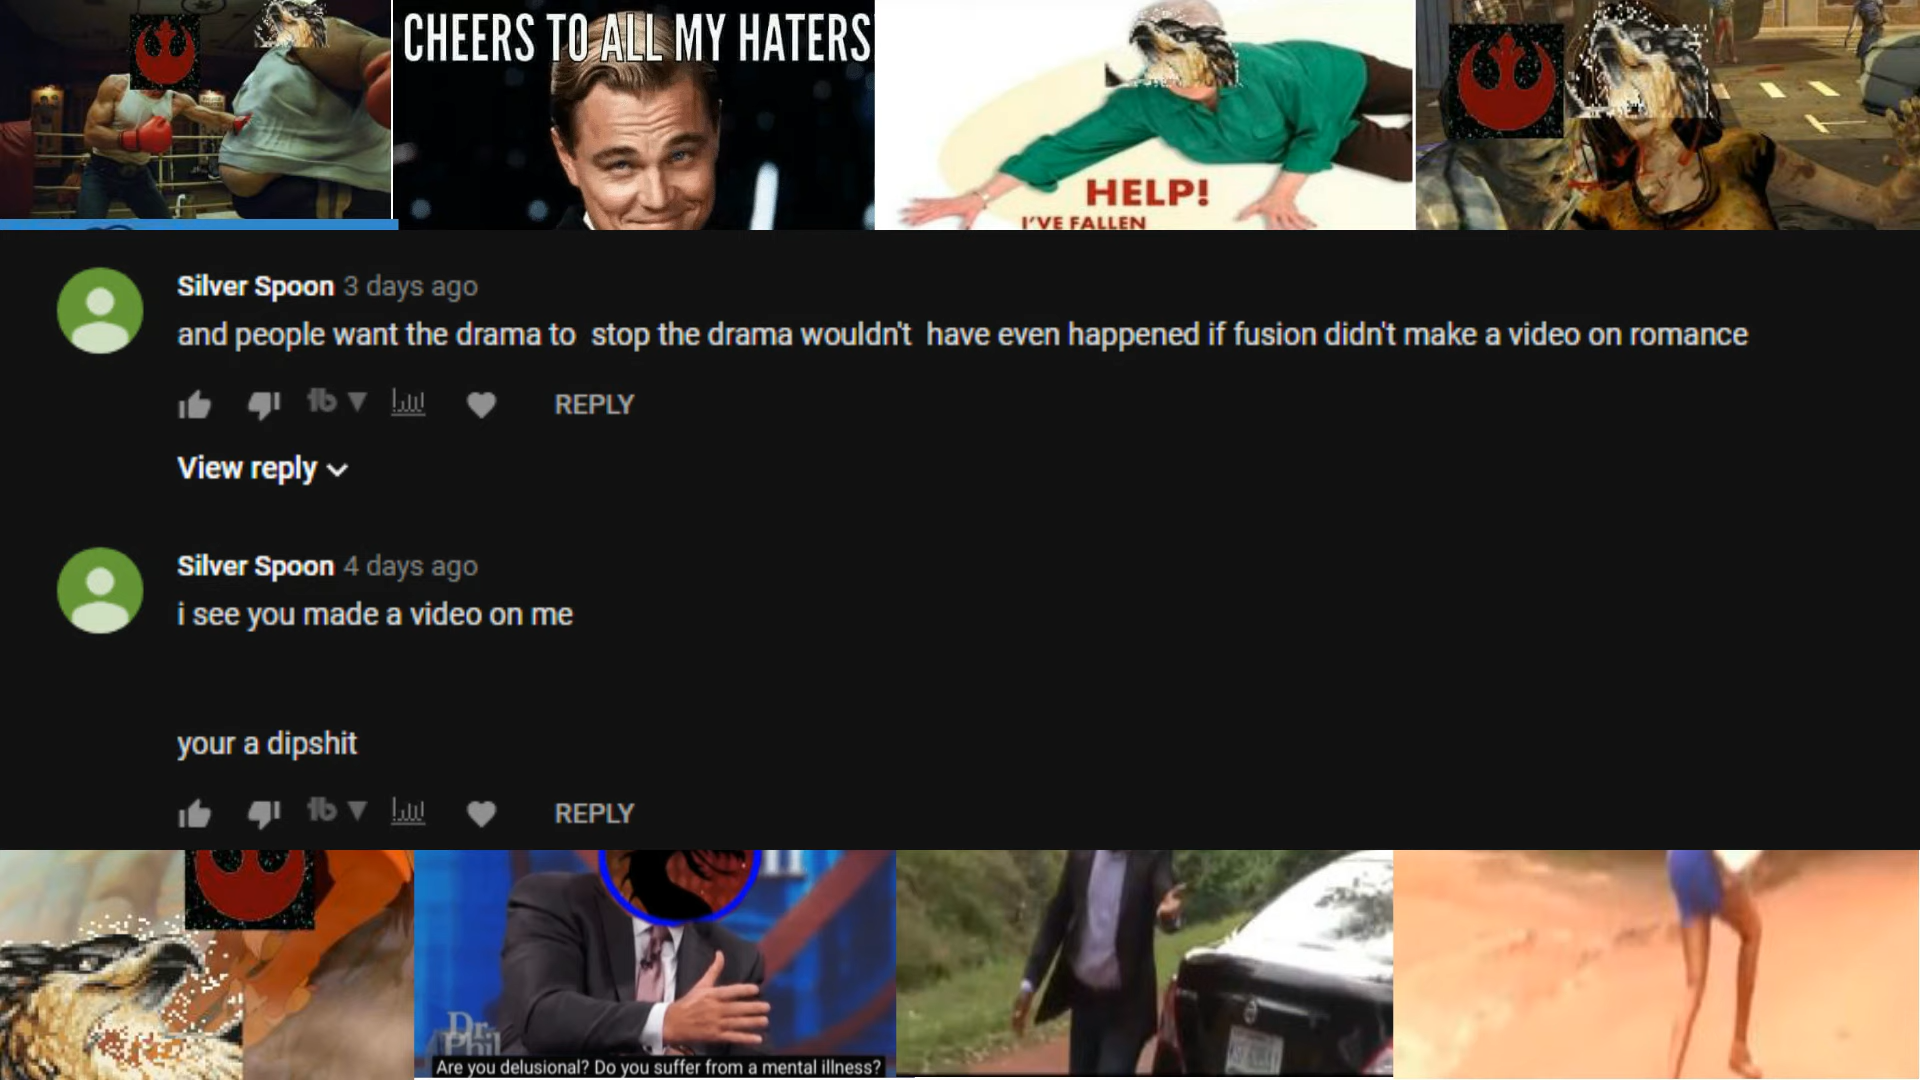 CHEERS TO ALL MY HATERS
HELP!
I'VE FALLEN
Silver Spoon 3 days ago
and people want the drama to  stop the drama wouldn't  have even happened if fusion didn't make a video on romance
REPLY
View reply
Silver Spoon 4 days ago
i see you made a video on me
your a dipshit
REPLY
Dr.
Phil
Are you delusional? Do you suffer from a mental illness?